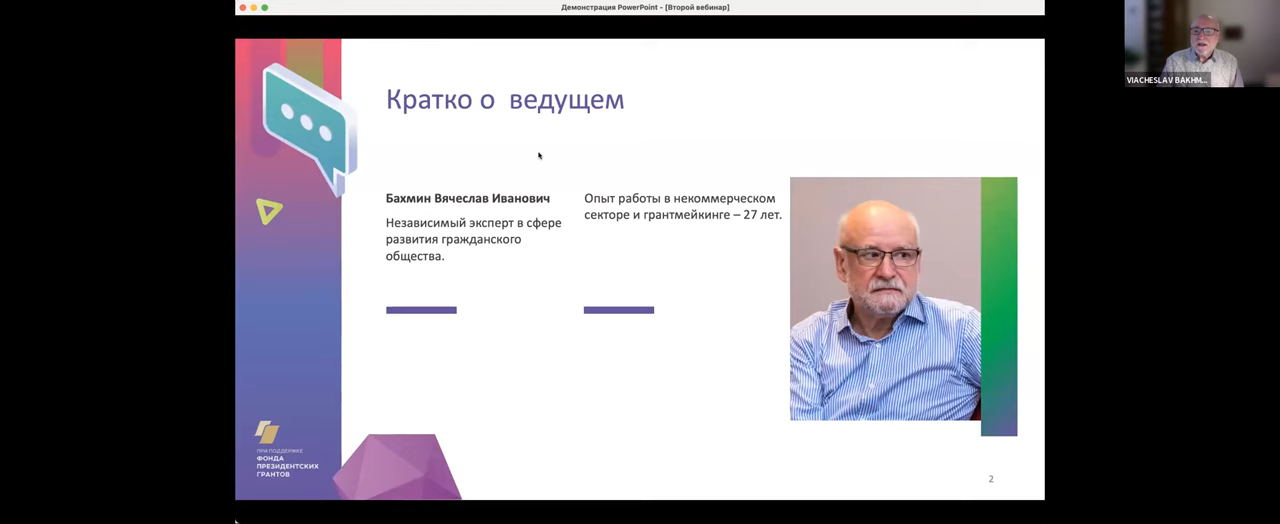 Демонстрация PowerPoint - [Второй вебинар]
VIACHESLAV BAKHM...
Кратко о ведущем
Бахмин Вячеслав Иванович
Независимый эксперт в сфере
развития гражданского
общества.
Опыт работы в некоммерческом
секторе и грантмейкинге – 27 лет.
ПРИ ПОДДЕРЖКЕ
ФОНДА
ПРЕЗИДЕНТСКИХ
ГРАНТОВ
2